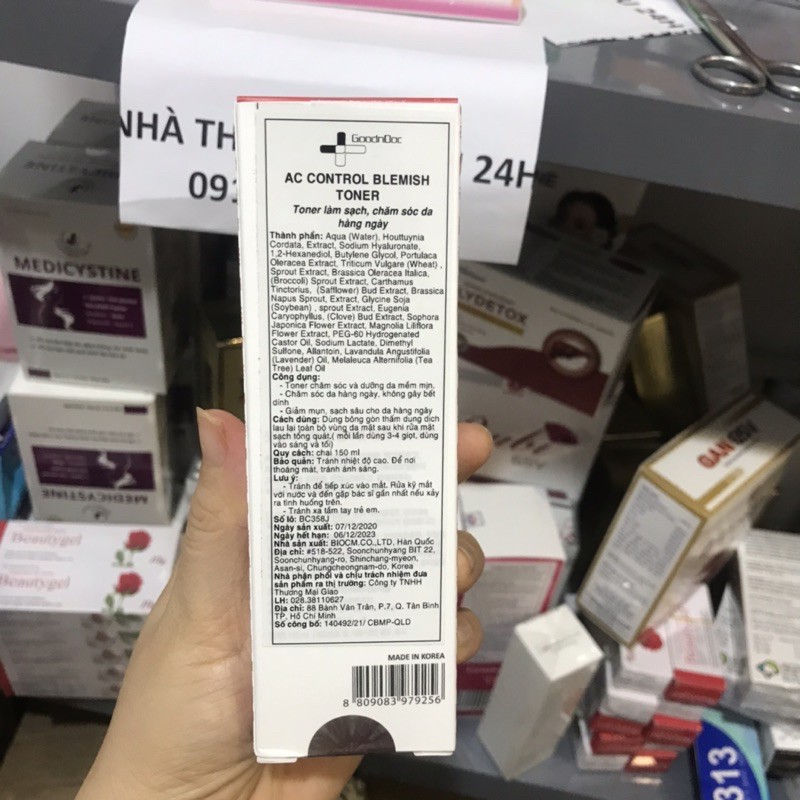 NHÀ TH
24H
091
GoodnDoc
AC CONTROL BLEMISH
TONER
Toner làm sạch, chăm sóc da
hàng ngày
Thành phần: Aqua (Water), Houttuynia
Cordata, Extract, Sodium Hyaluronate,
1,2-Hexanediol, Butylene Glycol, Portulaca
Oleracea Extract, Triticum Vulgare (Wheat) ,
Sprout Extract, Brassica Oleracea Italica,
(Broccoli) Sprout Extract, Carthamus
Tinctorius, (Safflower) Bud Extract, Brassica
Napus Sprout, Extract, Glycine Soja
(Soybean) , sprout Extract, Eugenia
Caryophyllus, (Clove) Bud Extract, Sophora
Japonica Flower Extract, Magnolia Liliflora
Flower Extract, PEG-60 Hydrogenated
Castor Oil, Sodium Lactate, Dimethyl
Sulfone, Allantoin, Lavandula Angustifolia
(Lavender) Oil, Melaleuca Alternifolia (Tea
Tree) Leaf Oil
Công dụng:
- Toner chăm sóc và dưỡng da mềm mịn.
- Chăm sóc da hàng ngày, không gây bết
dính
- Giảm mụn, sạch sâu cho da hàng ngày
Cách dùng: Dùng bông gòn thấm dung dịch
lau lại toàn bộ vùng da mặt sau khi rửa mặt
sạch tổng quát.( mỗi lần dùng 3-4 giọt, dùng
vào sáng và tối)
Quy cách: chai 150 ml
Bảo quản: Tránh nhiệt độ cao. Để nơi
thoáng mát, tránh ánh sáng.
Lưu ý:
- Tránh để tiếp xúc vào mắt. Rửa kỹ mắt
với nước và đến gặp bác sĩ gần nhất nếu xảy
ra tình huống trên.
- Tránh xa tầm tay trẻ em.
Số lô: BC358J
Ngày sản xuất: 07/12/2020
Ngày hết hạn: 06/12/2023
Nhà sản xuất: BIOCM.CO.,LTD, Hàn Quốc
Địa chỉ: #518-522, Soonchunhyang BIT 22,
Soonchunhyang-ro, Shinchang-myeon,
Asan-si, Chungcheongnam-do, Korea
Nhà phân phối và chịu trách nhiệm đưa
sản phẩm ra thị trường: Công ty TNHH
Thương Mại Giao
LH: 028.38110627
Địa chỉ: 88 Bành Văn Trân, P.7, Q. Tân Bình
TP. Hồ Chí Minh
Số công bố: 140492/21/ CBMP-QLD
MADE IN KOREA
8 809083 979256
MEDICYSTINE
MEDICYSTINE
Beautygel
Beautygel
LYDETOX
GAN
313